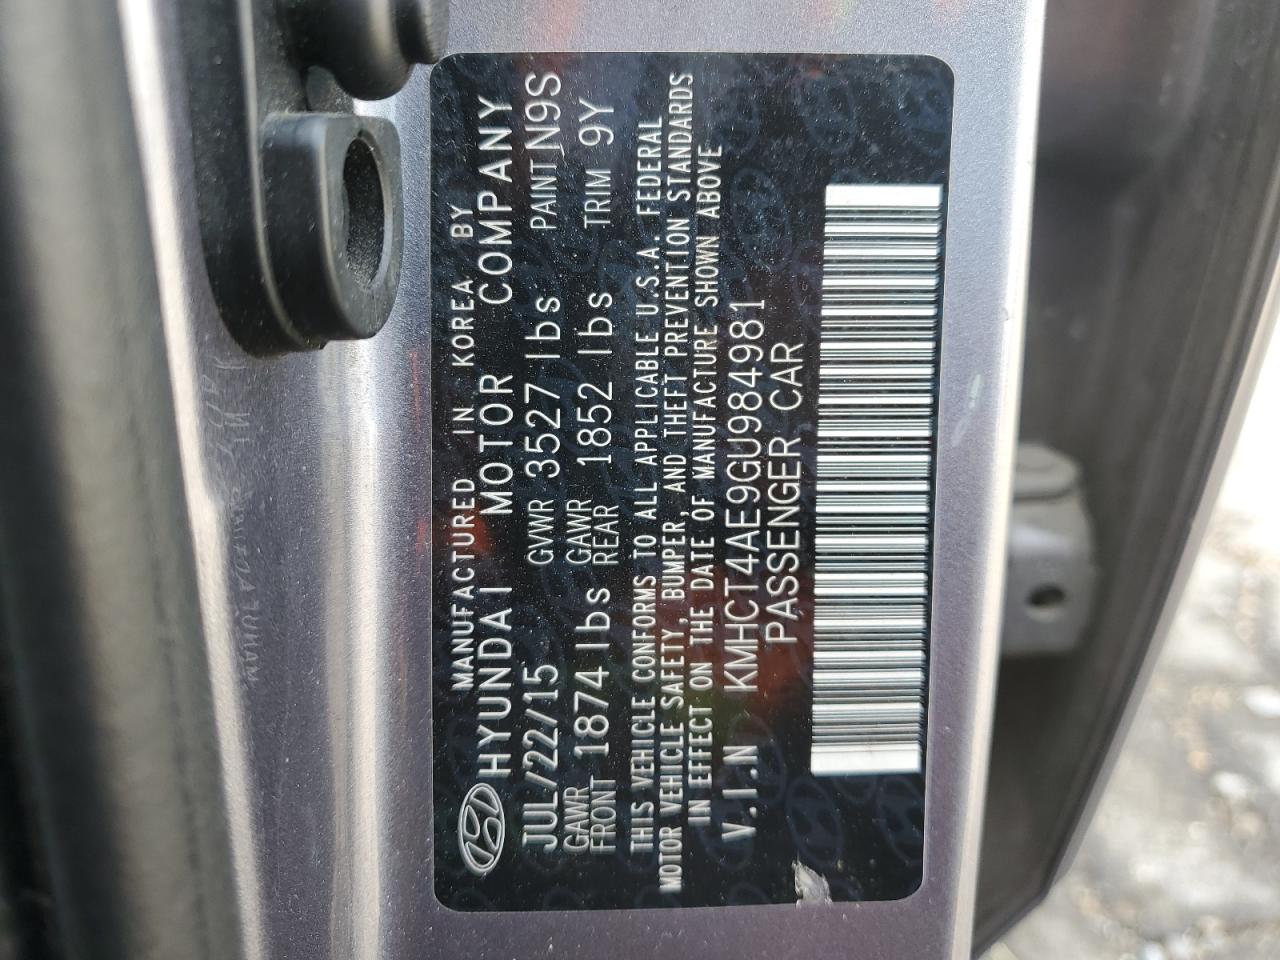 MANUFACTURED IN KOREA BY
HYUNDAI MOTOR COMPANY
JUL/22/15 GVWR 3527 lbs PAINT N9S
GAWR FRONT 1874 lbs GAWR REAR 1852 lbs TRIM 9Y
THIS VEHICLE CONFORMS TO ALL APPLICABLE U.S.A. FEDERAL
MOTOR VEHICLE SAFETY, BUMPER, AND THEFT PREVENTION STANDARDS
IN EFFECT ON THE DATE OF MANUFACTURE SHOWN ABOVE
V.I.N KMHCT4AE9GU984981
PASSENGER CAR